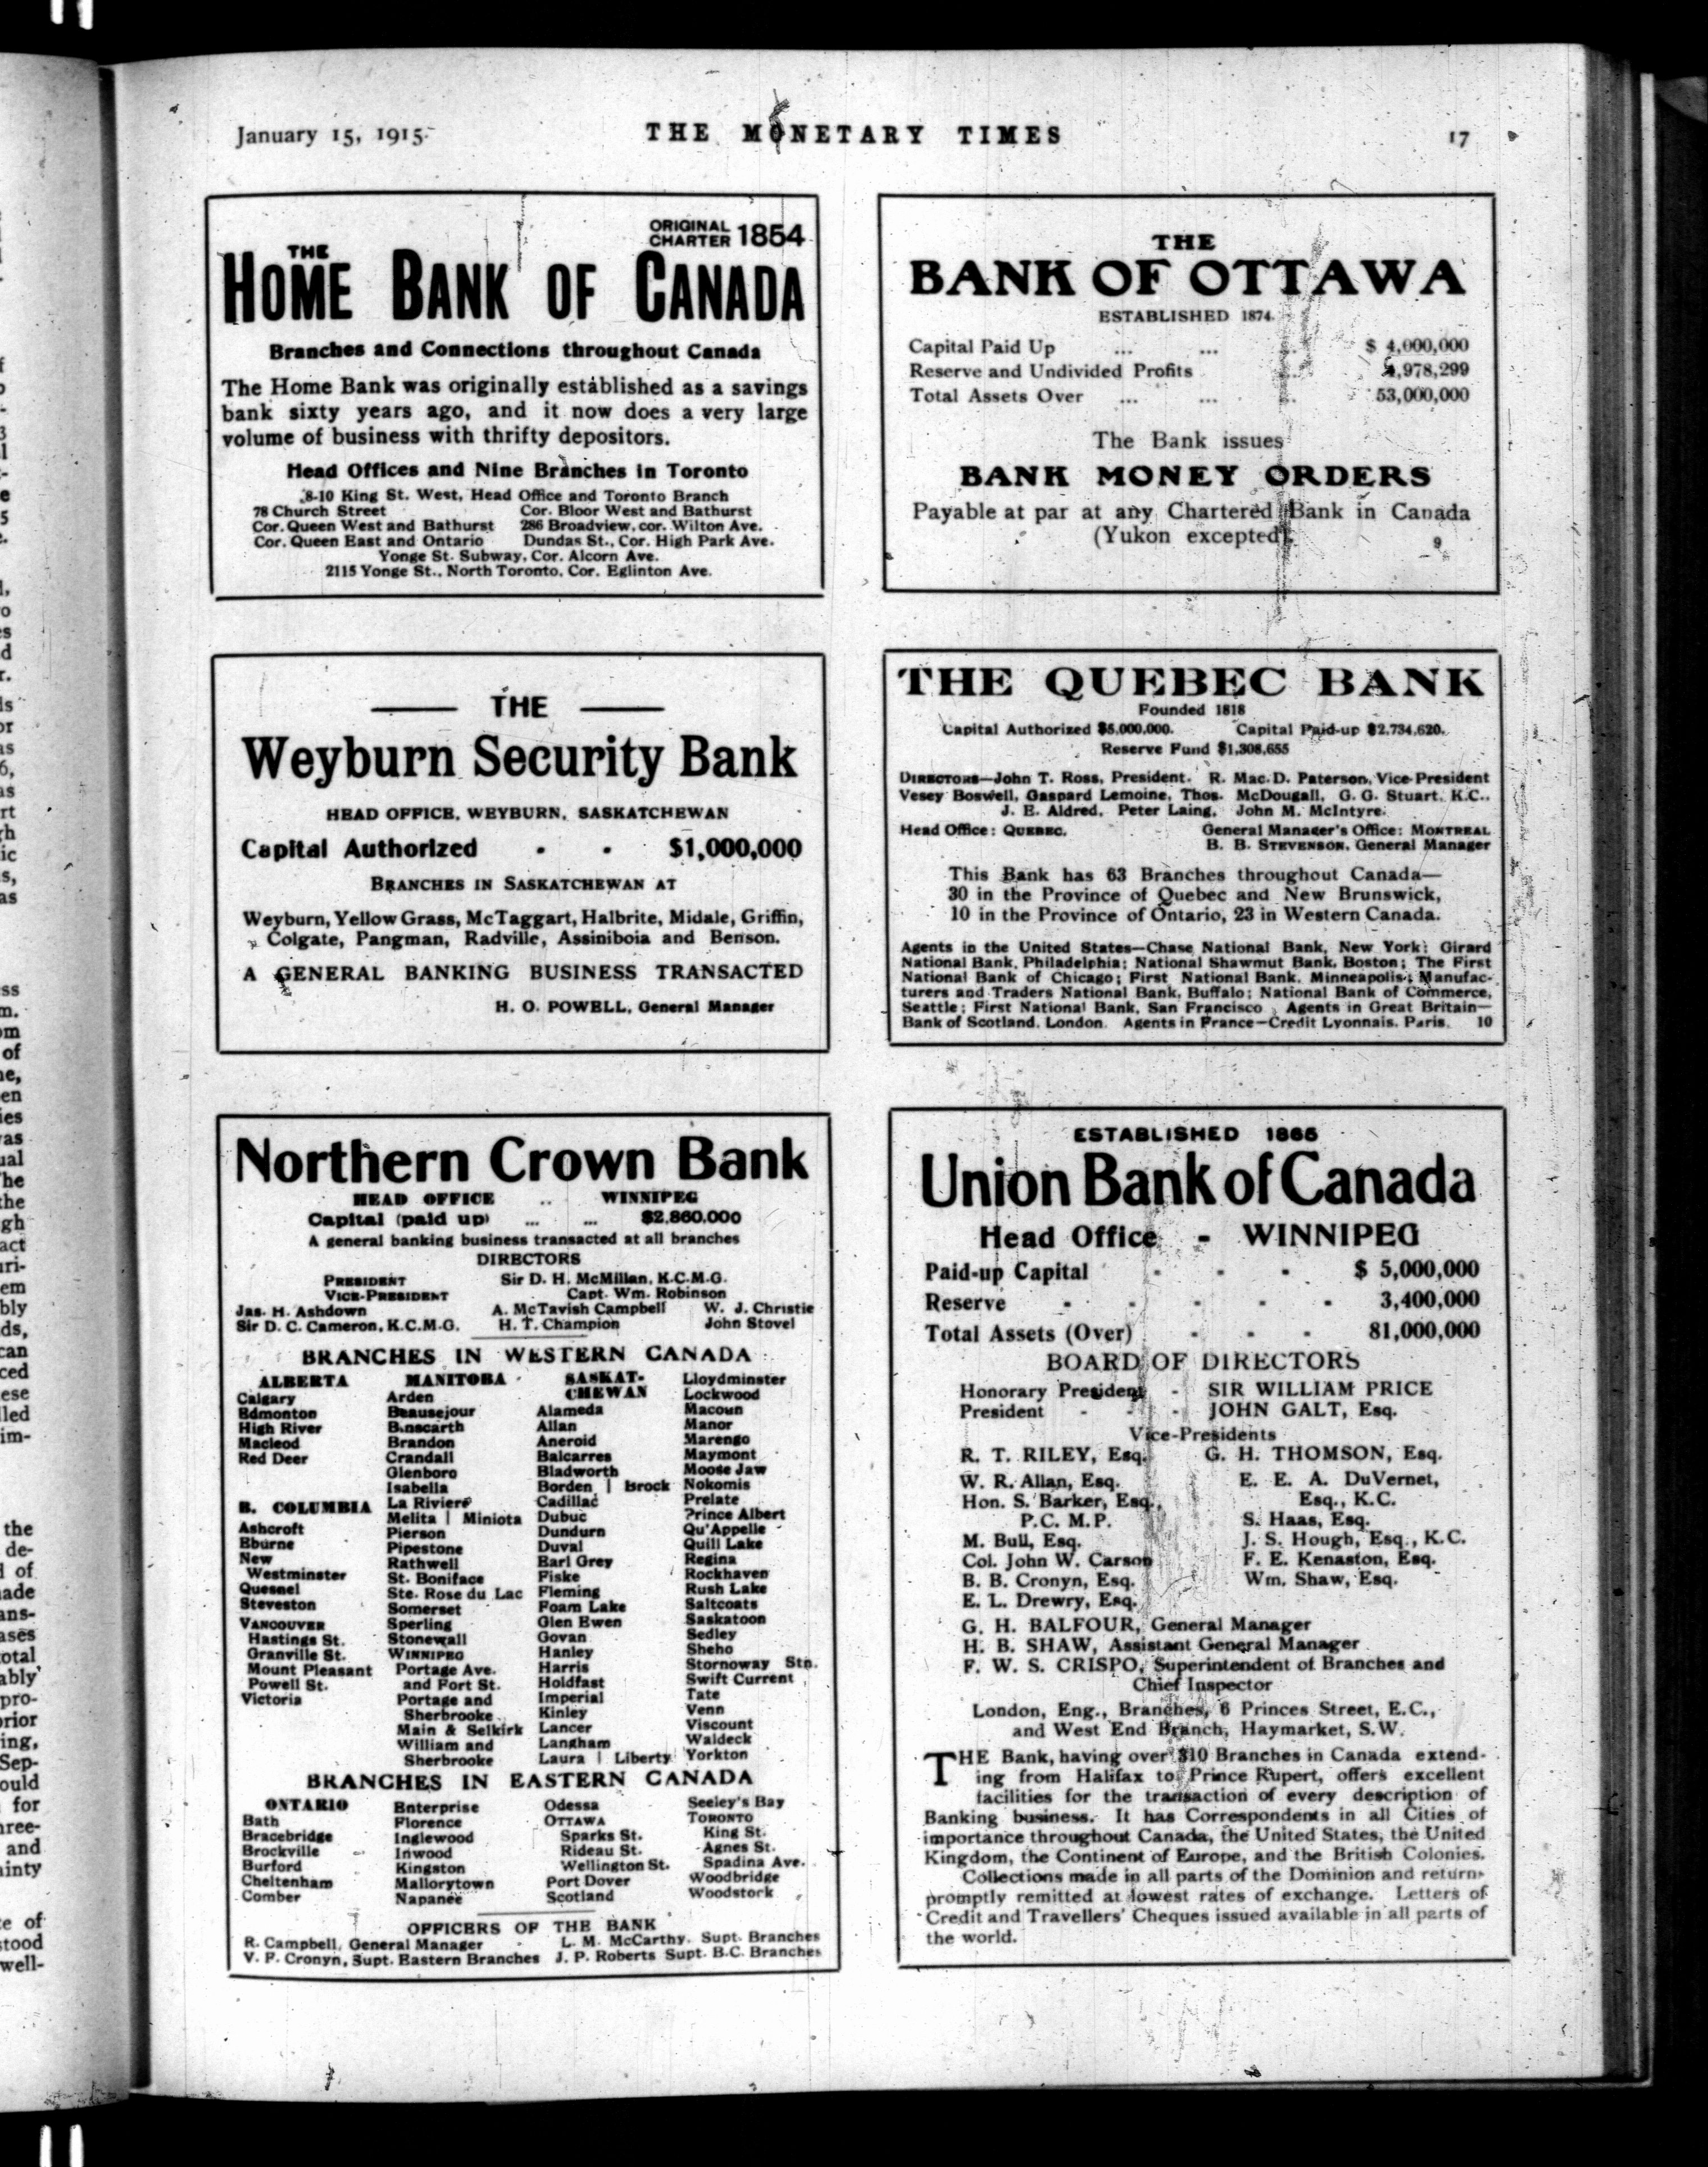 January 15, 1915.
THE MONETARY TIMES
17
ORIGINAL CHARTER 1854
THE
HOME BANK OF CANADA
Branches and Connections throughout Canada
The Home Bank was originally established as a savings
bank sixty years ago, and it now does a very large
volume of business with thrifty depositors.
Head Offices and Nine Branches in Toronto
8-10 King St. West, Head Office and Toronto Branch
78 Church Street Cor. Bloor West and Bathurst
Cor. Queen West and Bathurst 286 Broadview, cor. Wilton Ave.
Cor. Queen East and Ontario Dundas St., Cor. High Park Ave.
Yonge St. Subway, Cor. Alcorn Ave.
2115 Yonge St., North Toronto, Cor. Eglinton Ave.
THE
BANK OF OTTAWA
ESTABLISHED 1874
Capital Paid Up ... ... ... $ 4,000,000
Reserve and Undivided Profits ... 4,978,299
Total Assets Over ... ... ... 53,000,000
The Bank issues
BANK MONEY ORDERS
Payable at par at any Chartered Bank in Canada
(Yukon excepted).
9
THE
Weyburn Security Bank
HEAD OFFICE, WEYBURN, SASKATCHEWAN
Capital Authorized - - $1,000,000
BRANCHES IN SASKATCHEWAN AT
Weyburn, Yellow Grass, McTaggart, Halbrite, Midale, Griffin,
Colgate, Pangman, Radville, Assiniboia and Benson.
A GENERAL BANKING BUSINESS TRANSACTED
H. O. POWELL, General Manager
THE QUEBEC BANK
Founded 1818
Capital Authorized $5,000,000. Capital Paid-up $2,734,620.
Reserve Fund $1,308,655
DIRECTORS—John T. Ross, President. R. Mac.D. Paterson, Vice-President
Vesey Boswell, Gaspard Lemoine, Thos. McDougall, G. G. Stuart, K.C.,
J. E. Aldred, Peter Laing, John M. McIntyre.
Head Office: QUEBEC. General Manager's Office: MONTREAL
B. B. STEVENSON, General Manager
This Bank has 63 Branches throughout Canada—
30 in the Province of Quebec and New Brunswick,
10 in the Province of Ontario, 23 in Western Canada.
Agents in the United States—Chase National Bank, New York; Girard
National Bank, Philadelphia; National Shawmut Bank, Boston; The First
National Bank of Chicago; First National Bank, Minneapolis; Manufac-
turers and Traders National Bank, Buffalo; National Bank of Commerce,
Seattle; First National Bank, San Francisco Agents in Great Britain—
Bank of Scotland, London. Agents in France—Credit Lyonnais, Paris. 10
Northern Crown Bank
HEAD OFFICE .. WINNIPEG
Capital (paid up) ... ... $2,860,000
A general banking business transacted at all branches
DIRECTORS
PRESIDENT Sir D. H. McMillan, K.C.M.G.
VICE-PRESIDENT Capt. Wm. Robinson
Jas. H. Ashdown A. McTavish Campbell W. J. Christie
Sir D. C. Cameron, K.C.M.G. H. T. Champion John Stovel
BRANCHES IN WESTERN CANADA
ALBERTA
Calgary
Edmonton
High River
Macleod
Red Deer
B. COLUMBIA
Ashcroft
Eburne
New
Westminster
Quesnel
Steveston
VANCOUVER
Hastings St.
Granville St.
Mount Pleasant
Powell St.
Victoria
MANITOBA
Arden
Beausejour
Binscarth
Brandon
Crandall
Glenboro
Isabella
La Riviere
Melita | Miniota
Pierson
Pipestone
Rathwell
St. Boniface
Ste. Rose du Lac
Somerset
Sperling
Stonewall
WINNIPEG
Portage Ave.
and Fort St.
Portage and
Sherbrooke
Main & Selkirk
William and
Sherbrooke
SASKAT-
CHEWAN
Alameda
Allan
Aneroid
Balcarres
Bladworth
Borden | Brock
Cadillac
Dubuc
Dundurn
Duval
Earl Grey
Fiske
Fleming
Foam Lake
Glen Ewen
Govan
Hanley
Harris
Holdfast
Imperial
Kinley
Lancer
Langham
Laura | Liberty
Lloydminster
Lockwood
Macoun
Manor
Marengo
Maymont
Moose Jaw
Nokomis
Prelate
Prince Albert
Qu'Appelle
Quill Lake
Regina
Rockhaven
Rush Lake
Saltcoats
Saskatoon
Sedley
Sheho
Stornoway Stn.
Swift Current
Tate
Venn
Viscount
Waldeck
Yorkton
BRANCHES IN EASTERN CANADA
ONTARIO
Bath
Bracebridge
Brockville
Burford
Cheltenham
Comber
Enterprise
Florence
Inglewood
Inwood
Kingston
Mallorytown
Napanee
Odessa
OTTAWA
Sparks St.
Rideau St.
Wellington St.
Port Dover
Scotland
Seeley's Bay
TORONTO
King St.
Agnes St.
Spadina Ave.
Woodbridge
Woodstock
OFFICERS OF THE BANK
R. Campbell, General Manager L. M. McCarthy, Supt. Branches
V. F. Cronyn, Supt. Eastern Branches J. P. Roberts Supt. B.C. Branches
ESTABLISHED 1865
Union Bank of Canada
Head Office - WINNIPEG
Paid-up Capital - - - $ 5,000,000
Reserve - - - - - 3,400,000
Total Assets (Over) - - - 81,000,000
BOARD OF DIRECTORS
Honorary President - SIR WILLIAM PRICE
President - - - JOHN GALT, Esq.
Vice-Presidents
R. T. RILEY, Esq. G. H. THOMSON, Esq.
W. R. Allan, Esq.
Hon. S. Barker, Esq.,
P.C. M.P.
M. Bull, Esq.
Col. John W. Carson
B. B. Cronyn, Esq.
E. L. Drewry, Esq.
E. E. A. DuVernet,
Esq., K.C.
S. Haas, Esq.
J. S. Hough, Esq., K.C.
F. E. Kenaston, Esq.
Wm. Shaw, Esq.
G. H. BALFOUR, General Manager
H. B. SHAW, Assistant General Manager
F. W. S. CRISPO, Superintendent of Branches and
Chief Inspector
London, Eng., Branches, 6 Princes Street, E.C.,
and West End Branch, Haymarket, S.W.
THE Bank, having over 310 Branches in Canada extend-
ing from Halifax to Prince Rupert, offers excellent
facilities for the transaction of every description of
Banking business. It has Correspondents in all Cities of
importance throughout Canada, the United States, the United
Kingdom, the Continent of Europe, and the British Colonies.
Collections made in all parts of the Dominion and returns
promptly remitted at lowest rates of exchange. Letters of
Credit and Travellers' Cheques issued available in all parts of
the world.